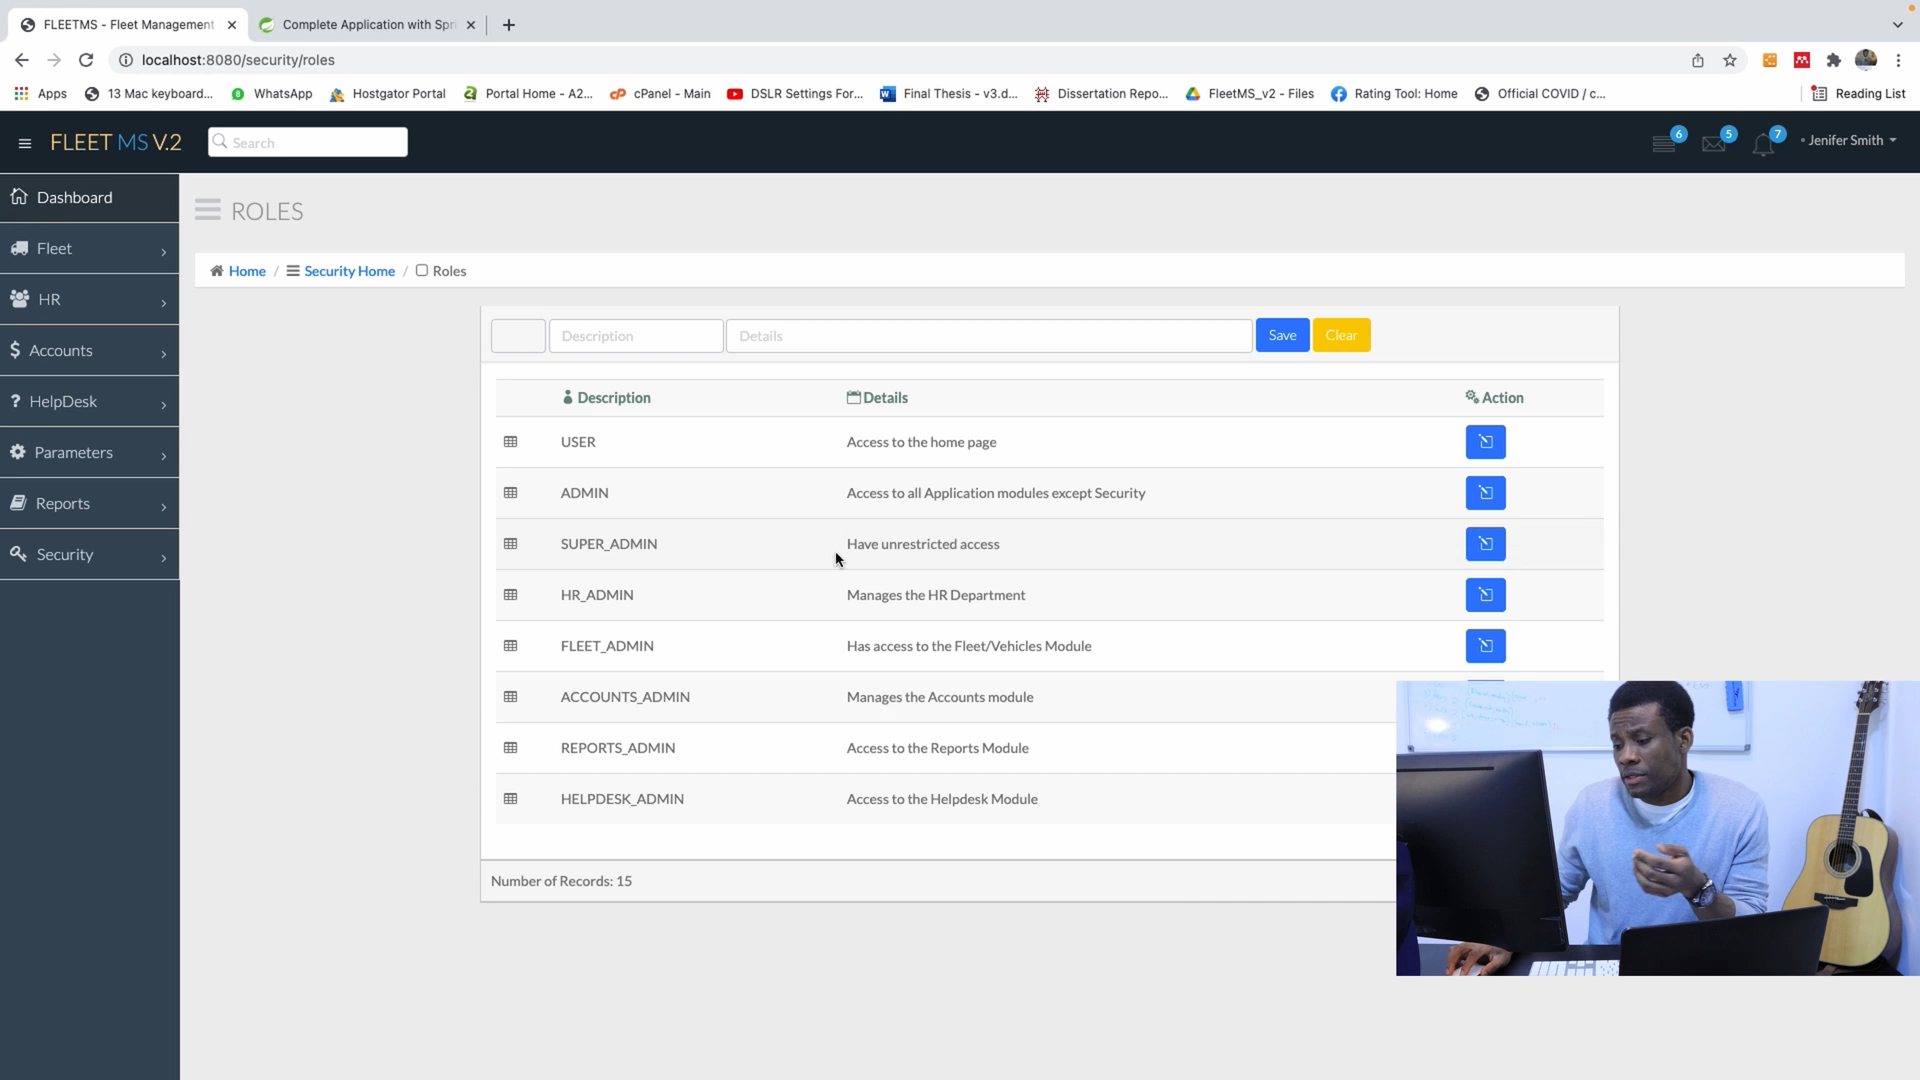 FLEETMS - Fleet Management
Complete Application with Spri
localhost:8080/security/roles
Apps
13 Mac keyboard...
WhatsApp
Hostgator Portal
Portal Home - A2...
cPanel - Main
DSLR Settings For...
Final Thesis - v3.d...
Dissertation Repo...
FleetMS_v2 - Files
Rating Tool: Home
Official COVID / c...
Reading List
FLEET MS V.2
Search
6
5
7
Jenifer Smith
Dashboard
Fleet
HR
Accounts
HelpDesk
Parameters
Reports
Security
ROLES
Home / Security Home / Roles
Description
Details
Save
Clear
Description Details Action
USER Access to the home page
ADMIN Access to all Application modules except Security
SUPER_ADMIN Have unrestricted access
HR_ADMIN Manages the HR Department
FLEET_ADMIN Has access to the Fleet/Vehicles Module
ACCOUNTS_ADMIN Manages the Accounts module
REPORTS_ADMIN Access to the Reports Module
HELPDESK_ADMIN Access to the Helpdesk Module
Number of Records: 15